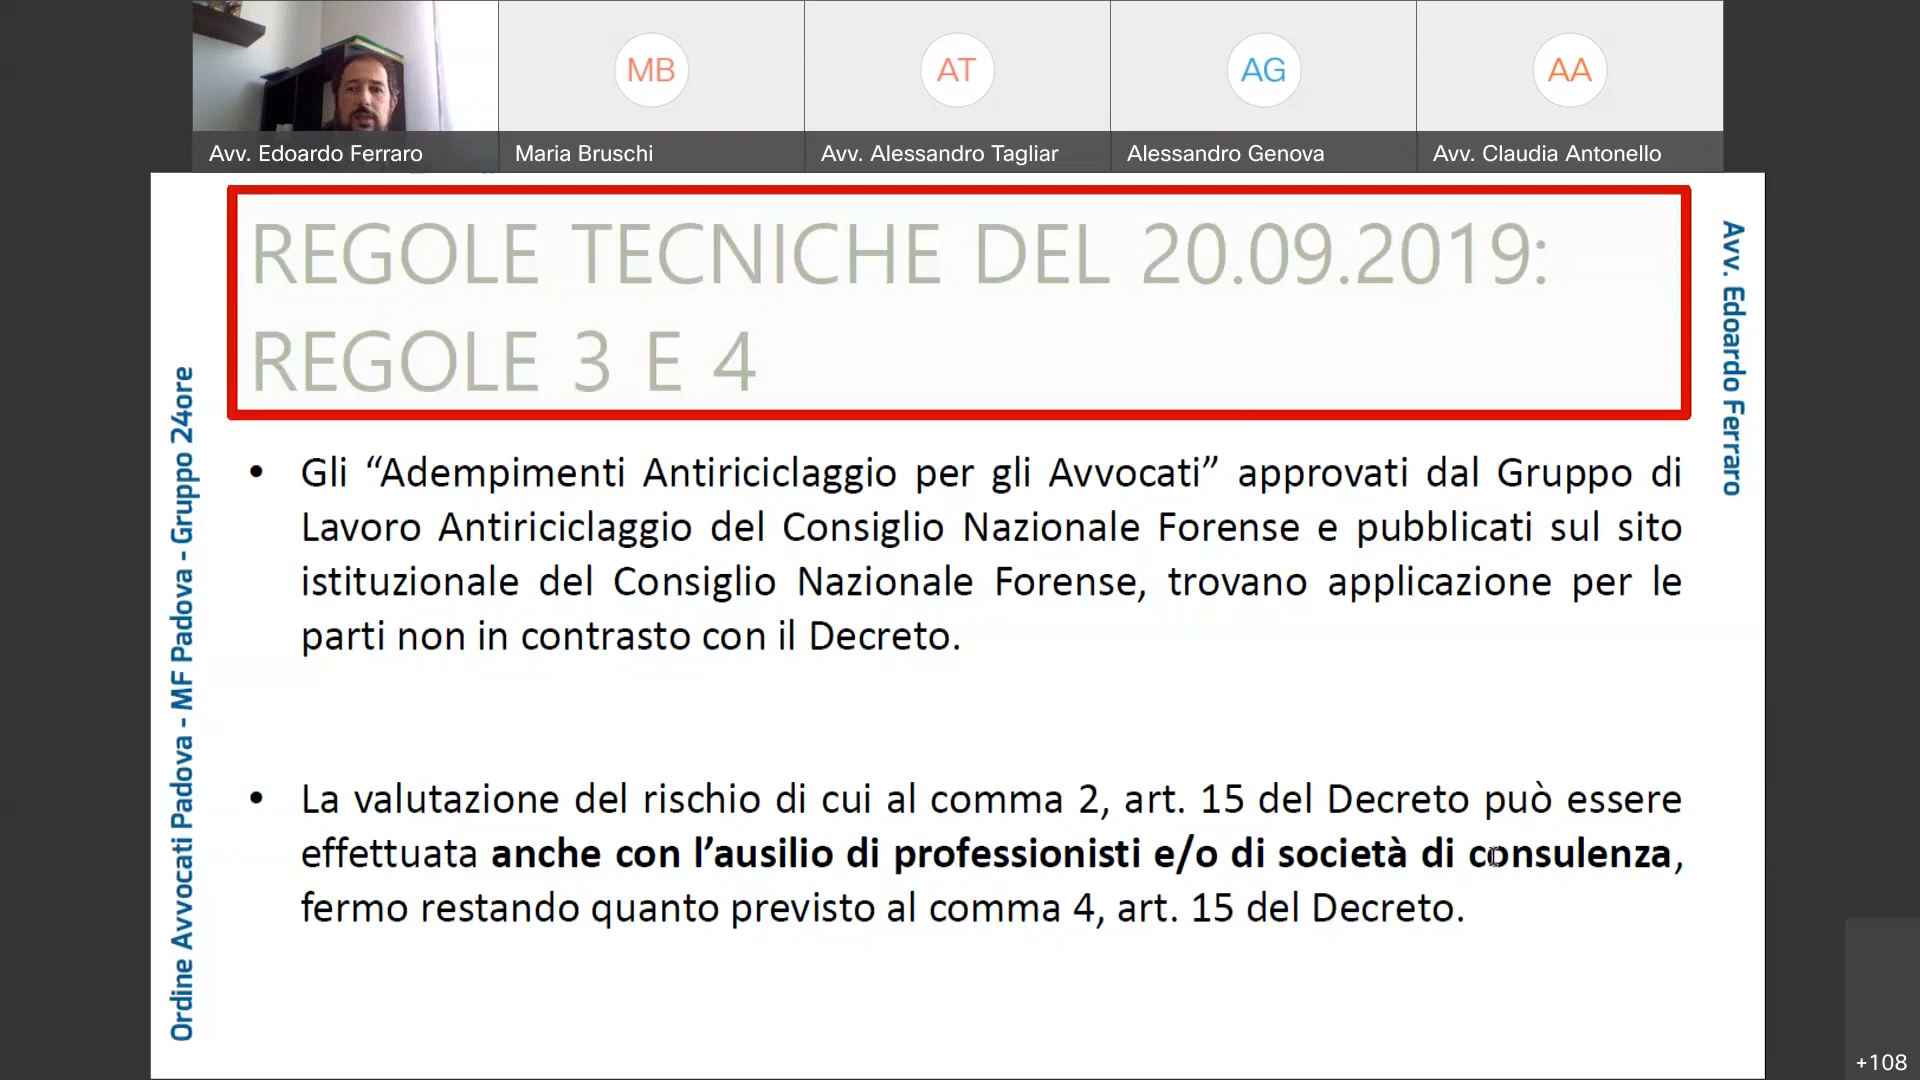 MB
AT
AG
AA
Avv. Edoardo Ferraro
Maria Bruschi
Avv. Alessandro Tagliar
Alessandro Genova
Avv. Claudia Antonello
REGOLE TECNICHE DEL 20.09.2019:
REGOLE 3 E 4
• Gli “Adempimenti Antiriciclaggio per gli Avvocati” approvati dal Gruppo di
Lavoro Antiriciclaggio del Consiglio Nazionale Forense e pubblicati sul sito
istituzionale del Consiglio Nazionale Forense, trovano applicazione per le
parti non in contrasto con il Decreto.
• La valutazione del rischio di cui al comma 2, art. 15 del Decreto può essere
effettuata anche con l’ausilio di professionisti e/o di società di consulenza,
fermo restando quanto previsto al comma 4, art. 15 del Decreto.
Ordine Avvocati Padova - MF Padova - Gruppo 24ore
Avv. Edoardo Ferraro
+108